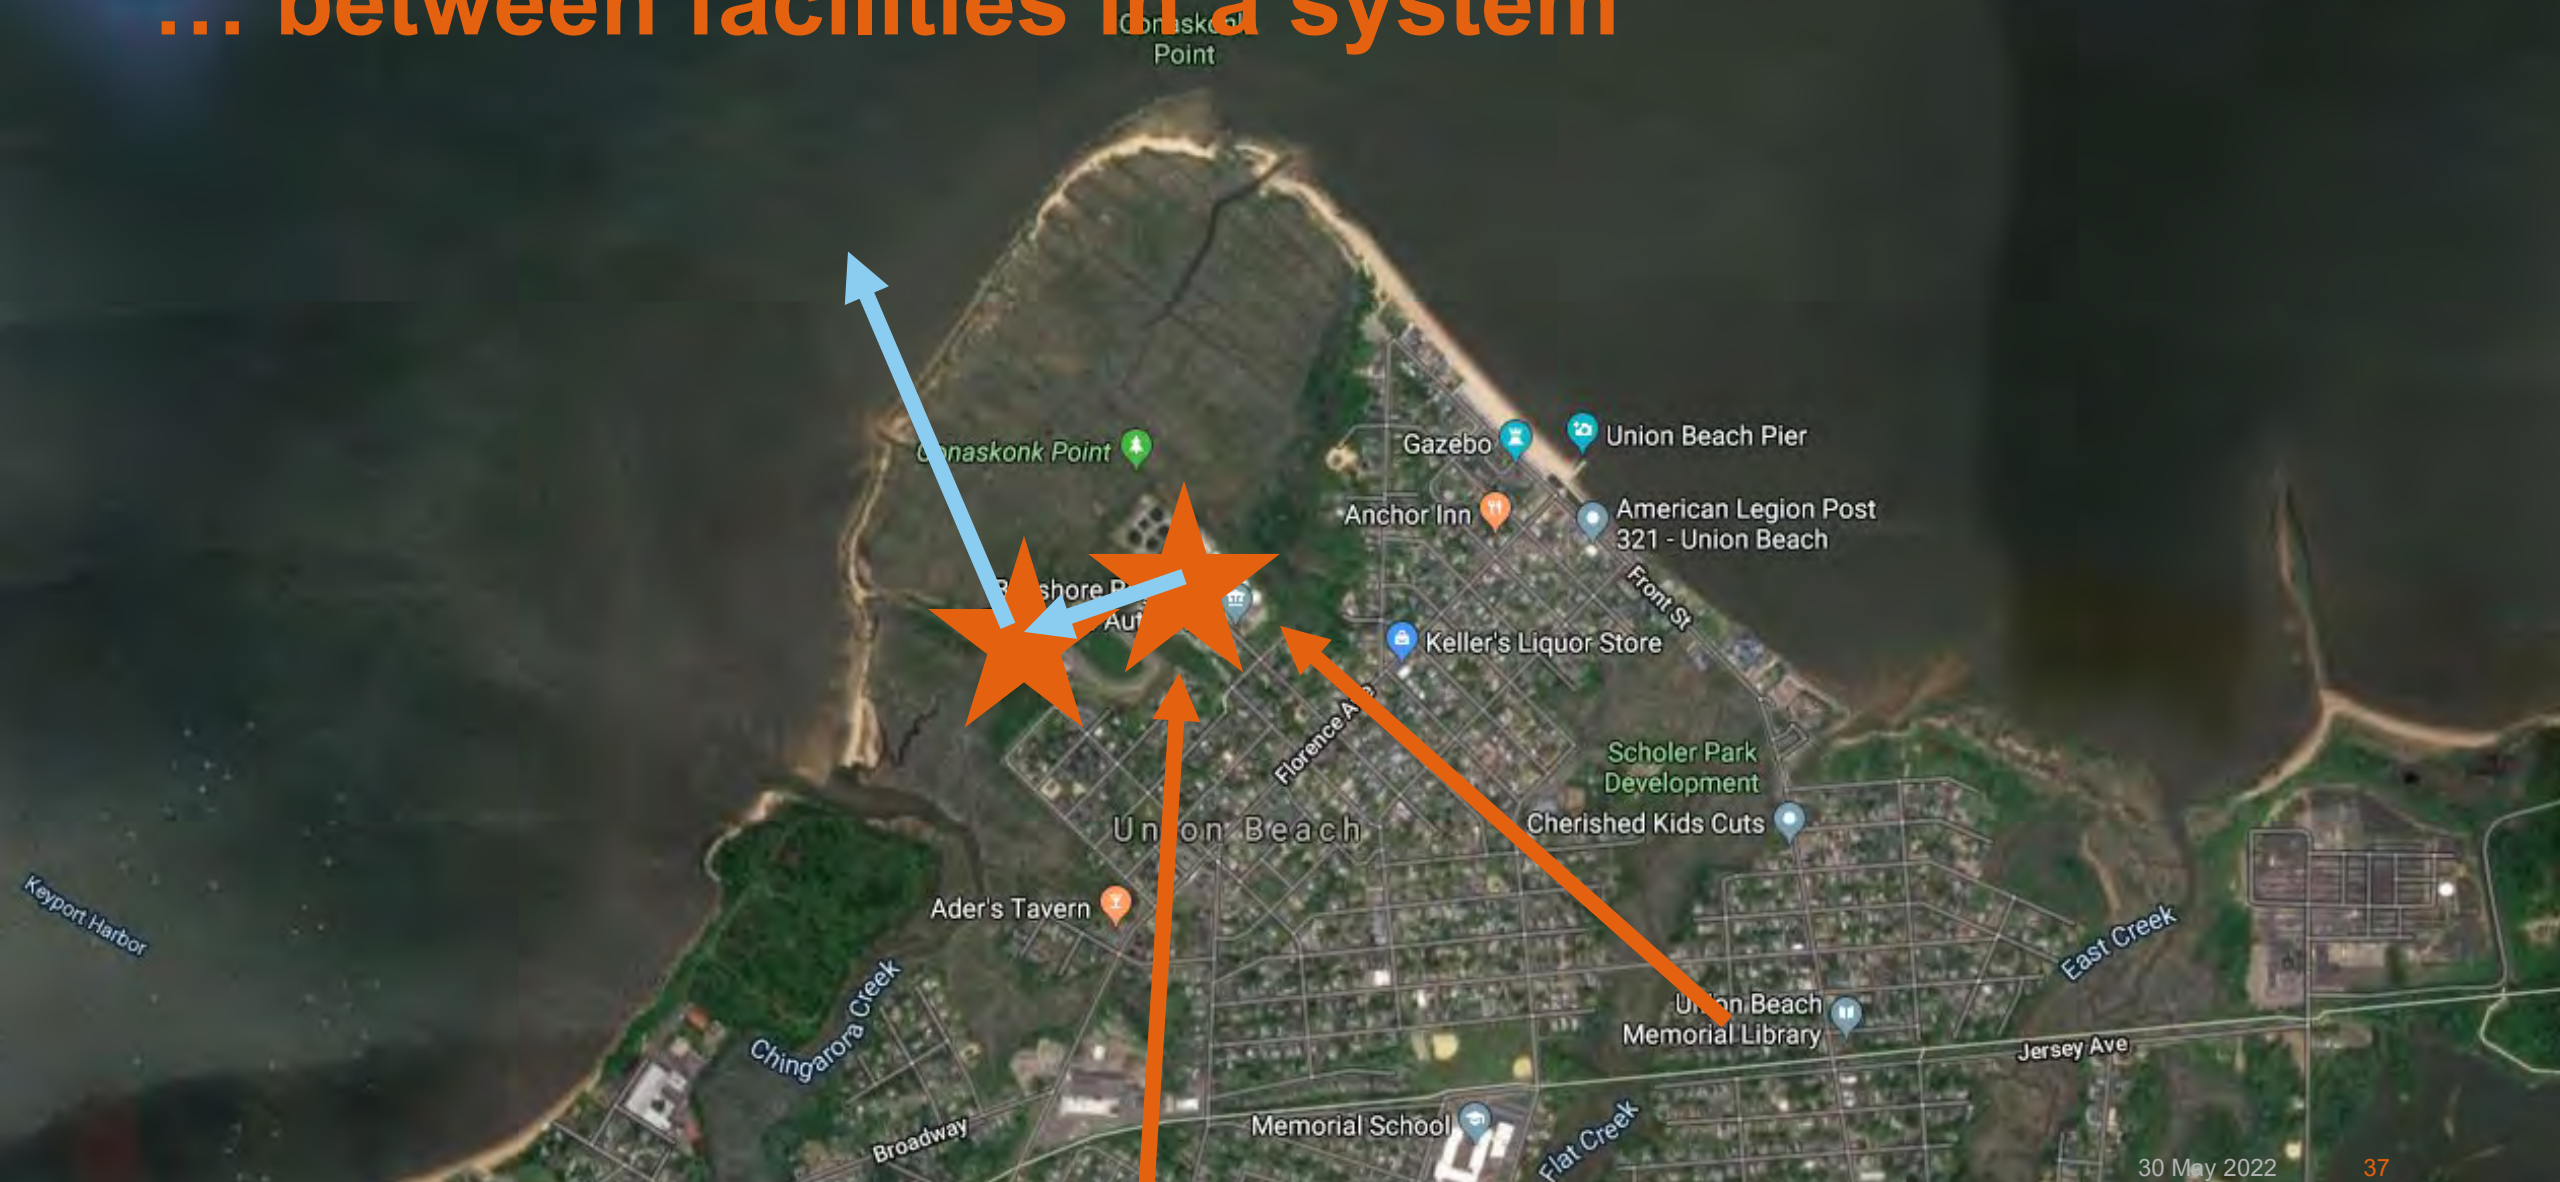 … between facilities in a system
Conaskonk
Point
Conaskonk Point
Gazebo
Union Beach Pier
Anchor Inn
American Legion Post
321 - Union Beach
Front St
Keller's Liquor Store
Florence
Scholer Park
Development
Union Beach
Cherished Kids Cuts
Ader's Tavern
Keyport Harbor
East Creek
Chingarora Creek
Union Beach
Memorial Library
Jersey Ave
Memorial School
Broadway
Flat Creek
30 May 2022
37